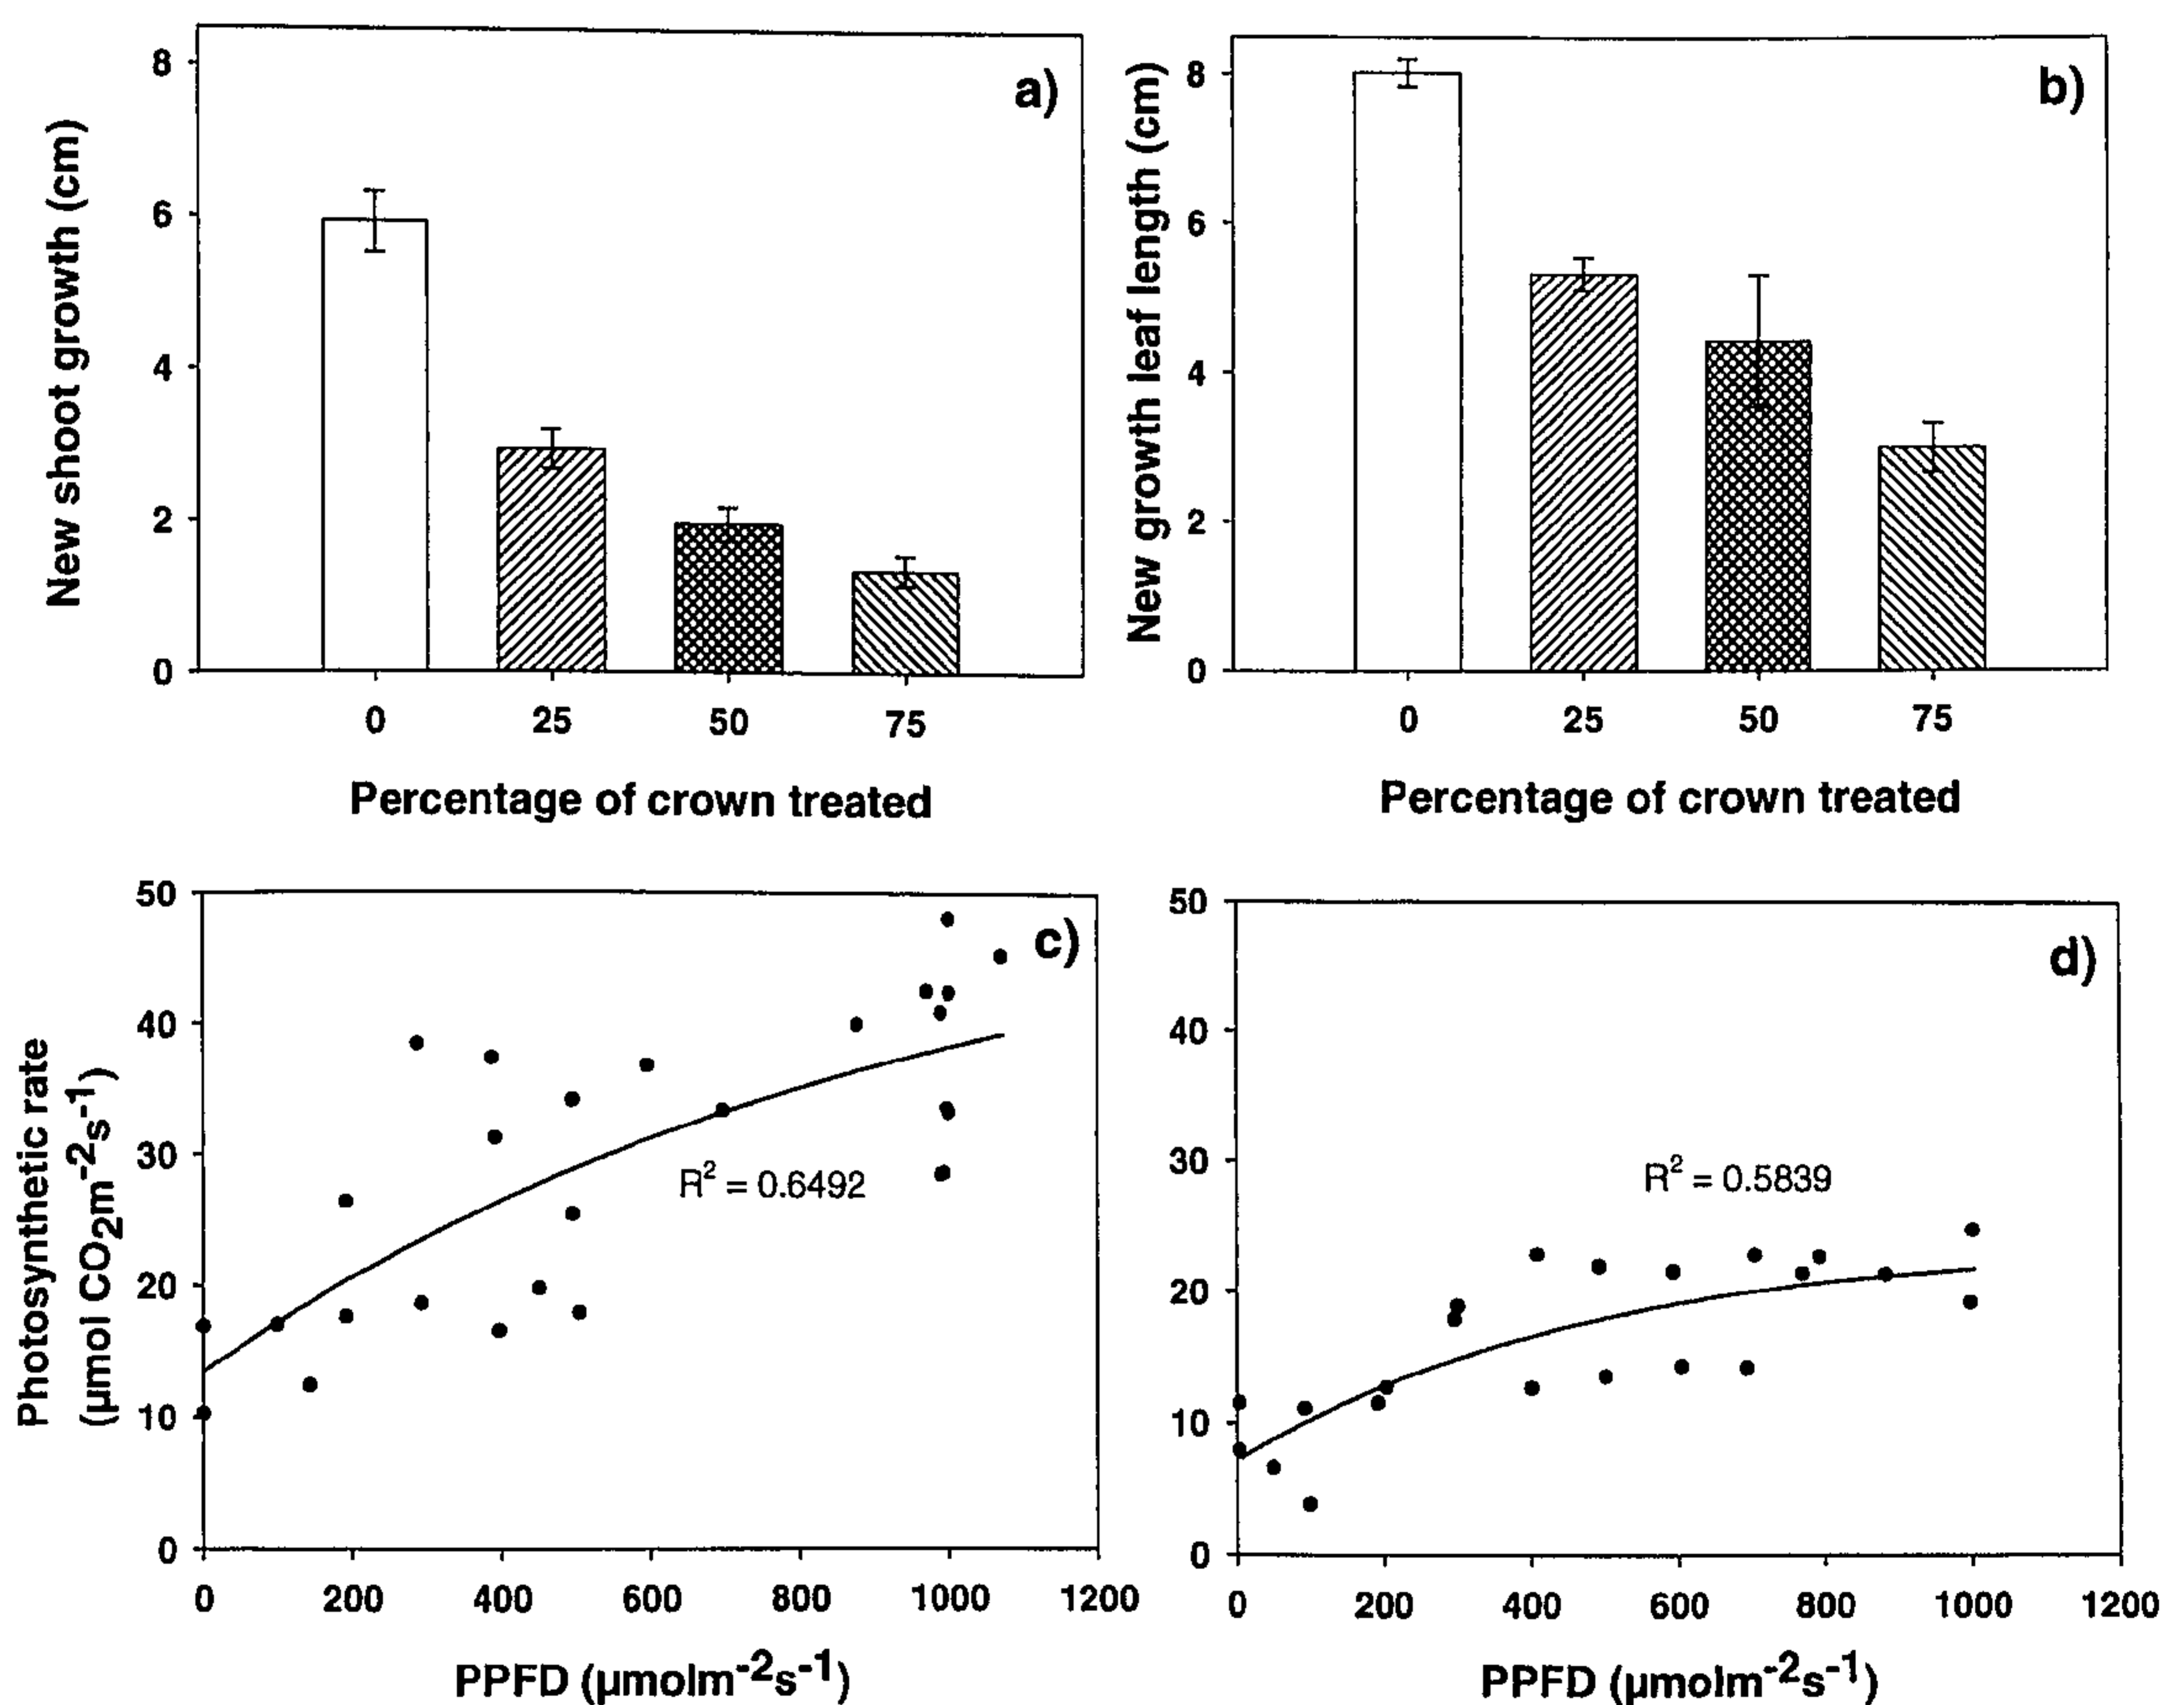 a)
New shoot growth (cm)
8
6
4
2
0
0 25 50 75
Percentage of crown treated
b)
New growth leaf length (cm)
8
6
4
2
0
0 25 50 75
Percentage of crown treated
c)
Photosynthetic rate
(µmol CO₂m⁻²s⁻¹)
50
40
30
20
10
0
R² = 0.6492
0 200 400 600 800 1000 1200
PPFD (µmolm⁻²s⁻¹)
d)
50
40
30
20
10
0
R² = 0.5839
0 200 400 600 800 1000 1200
PPFD (µmolm⁻²s⁻¹)